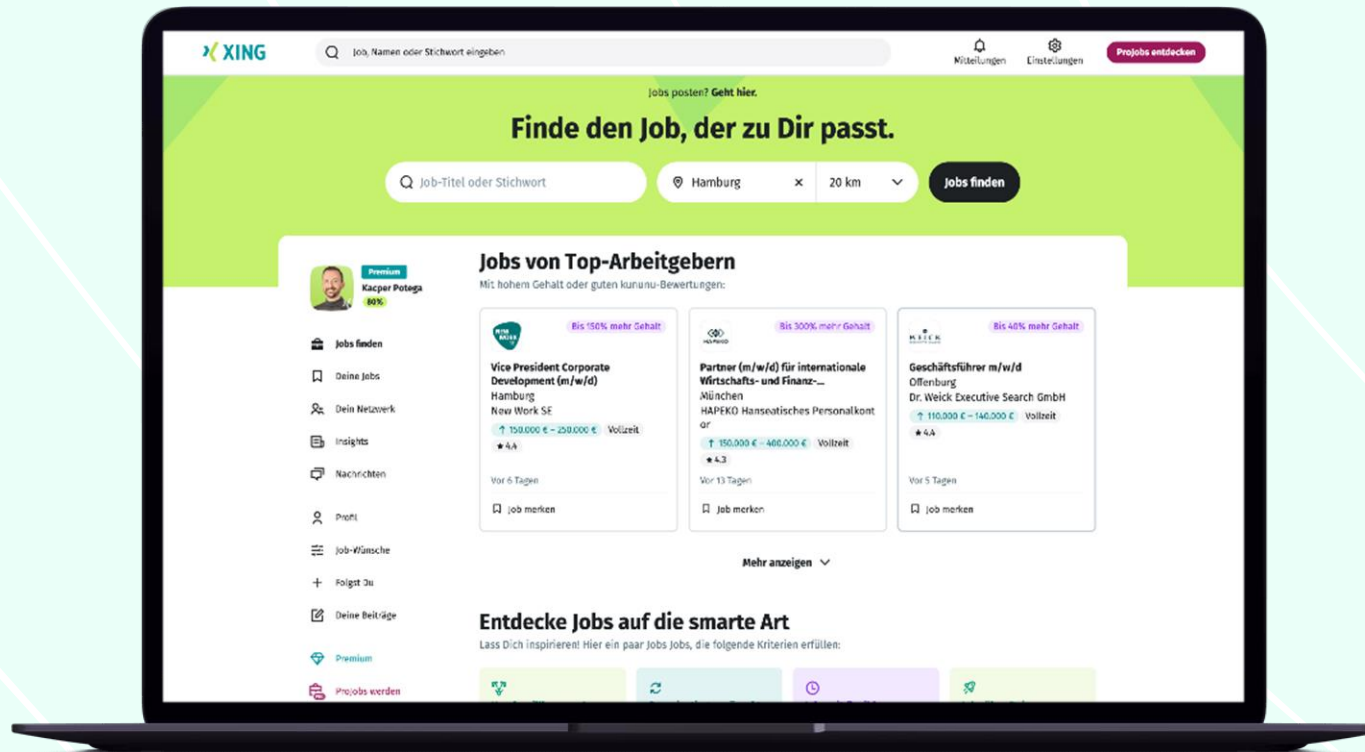 XING
Job, Namen oder Stichwort eingeben
Mitteilungen
Einstellungen
ProJobs entdecken
Jobs posten? Geht hier.
Finde den Job, der zu Dir passt.
Job-Titel oder Stichwort
Hamburg
20 km
Jobs finden
Premium
Kacper Potega
80%
Jobs finden
Deine Jobs
Dein Netzwerk
Insights
Nachrichten
Profil
Job-Wünsche
Folgst Du
Deine Beiträge
Premium
ProJobs werden
Jobs von Top-Arbeitgebern
Mit hohem Gehalt oder guten kununu-Bewertungen:
Bis 150% mehr Gehalt
Vice President Corporate
Development (m/w/d)
Hamburg
New Work SE
↑ 150.000 € – 250.000 € Vollzeit
★ 4.4
Vor 6 Tagen
Job merken
Bis 300% mehr Gehalt
HAPEKO
Partner (m/w/d) für internationale
Wirtschafts- und Finanz-...
München
HAPEKO Hanseatisches Personalkont
or
↑ 150.000 € – 400.000 € Vollzeit
★ 4.3
Vor 13 Tagen
Job merken
Bis 40% mehr Gehalt
WEICK
Geschäftsführer m/w/d
Offenburg
Dr. Weick Executive Search GmbH
↑ 110.000 € – 140.000 € Vollzeit
★ 4.4
Vor 5 Tagen
Job merken
Mehr anzeigen
Entdecke Jobs auf die smarte Art
Lass Dich inspirieren! Hier ein paar Jobs Jobs, die folgende Kriterien erfüllen: